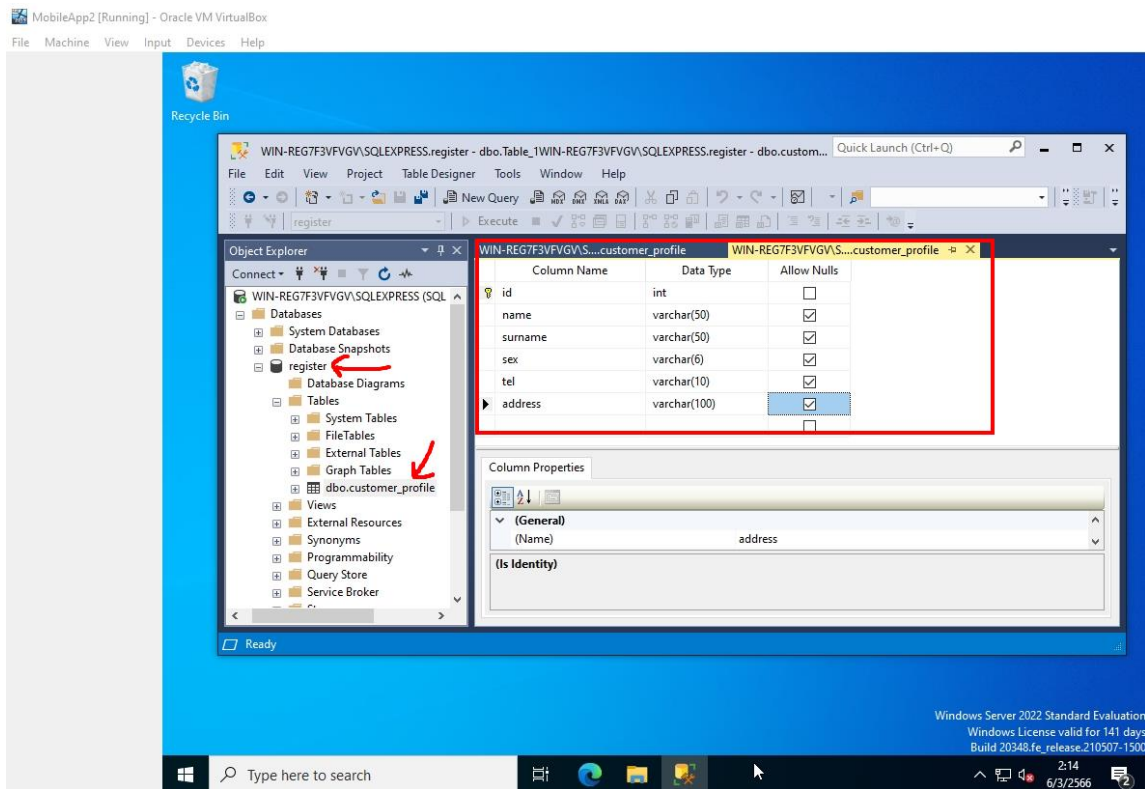 MobileApp2 [Running] - Oracle VM VirtualBox
File Machine View Input Devices Help
Recycle Bin
WIN-REG7F3VFVGV\SQLEXPRESS.register - dbo.Table_1WIN-REG7F3VFVGV\SQLEXPRESS.register - dbo.custom... Quick Launch (Ctrl+Q)
File Edit View Project Table Designer Tools Window Help
New Query
register Execute
Object Explorer
WIN-REG7F3VFVGV\S....customer_profile WIN-REG7F3VFVGV\S....customer_profile
Connect
Column Name Data Type Allow Nulls
WIN-REG7F3VFVGV\SQLEXPRESS (SQL
id int
Databases
name varchar(50)
System Databases
surname varchar(50)
Database Snapshots
sex varchar(6)
register
Database Diagrams
tel varchar(10)
Tables
address varchar(100)
System Tables
FileTables
External Tables
Graph Tables
Column Properties
dbo.customer_profile
Views
External Resources
(General)
Synonyms
(Name) address
Programmability
(Is Identity)
Query Store
Service Broker
Ready
Windows Server 2022 Standard Evaluation
Windows License valid for 141 days
Build 20348.fe_release.210507-1500
Type here to search
2:14
6/3/2566
2